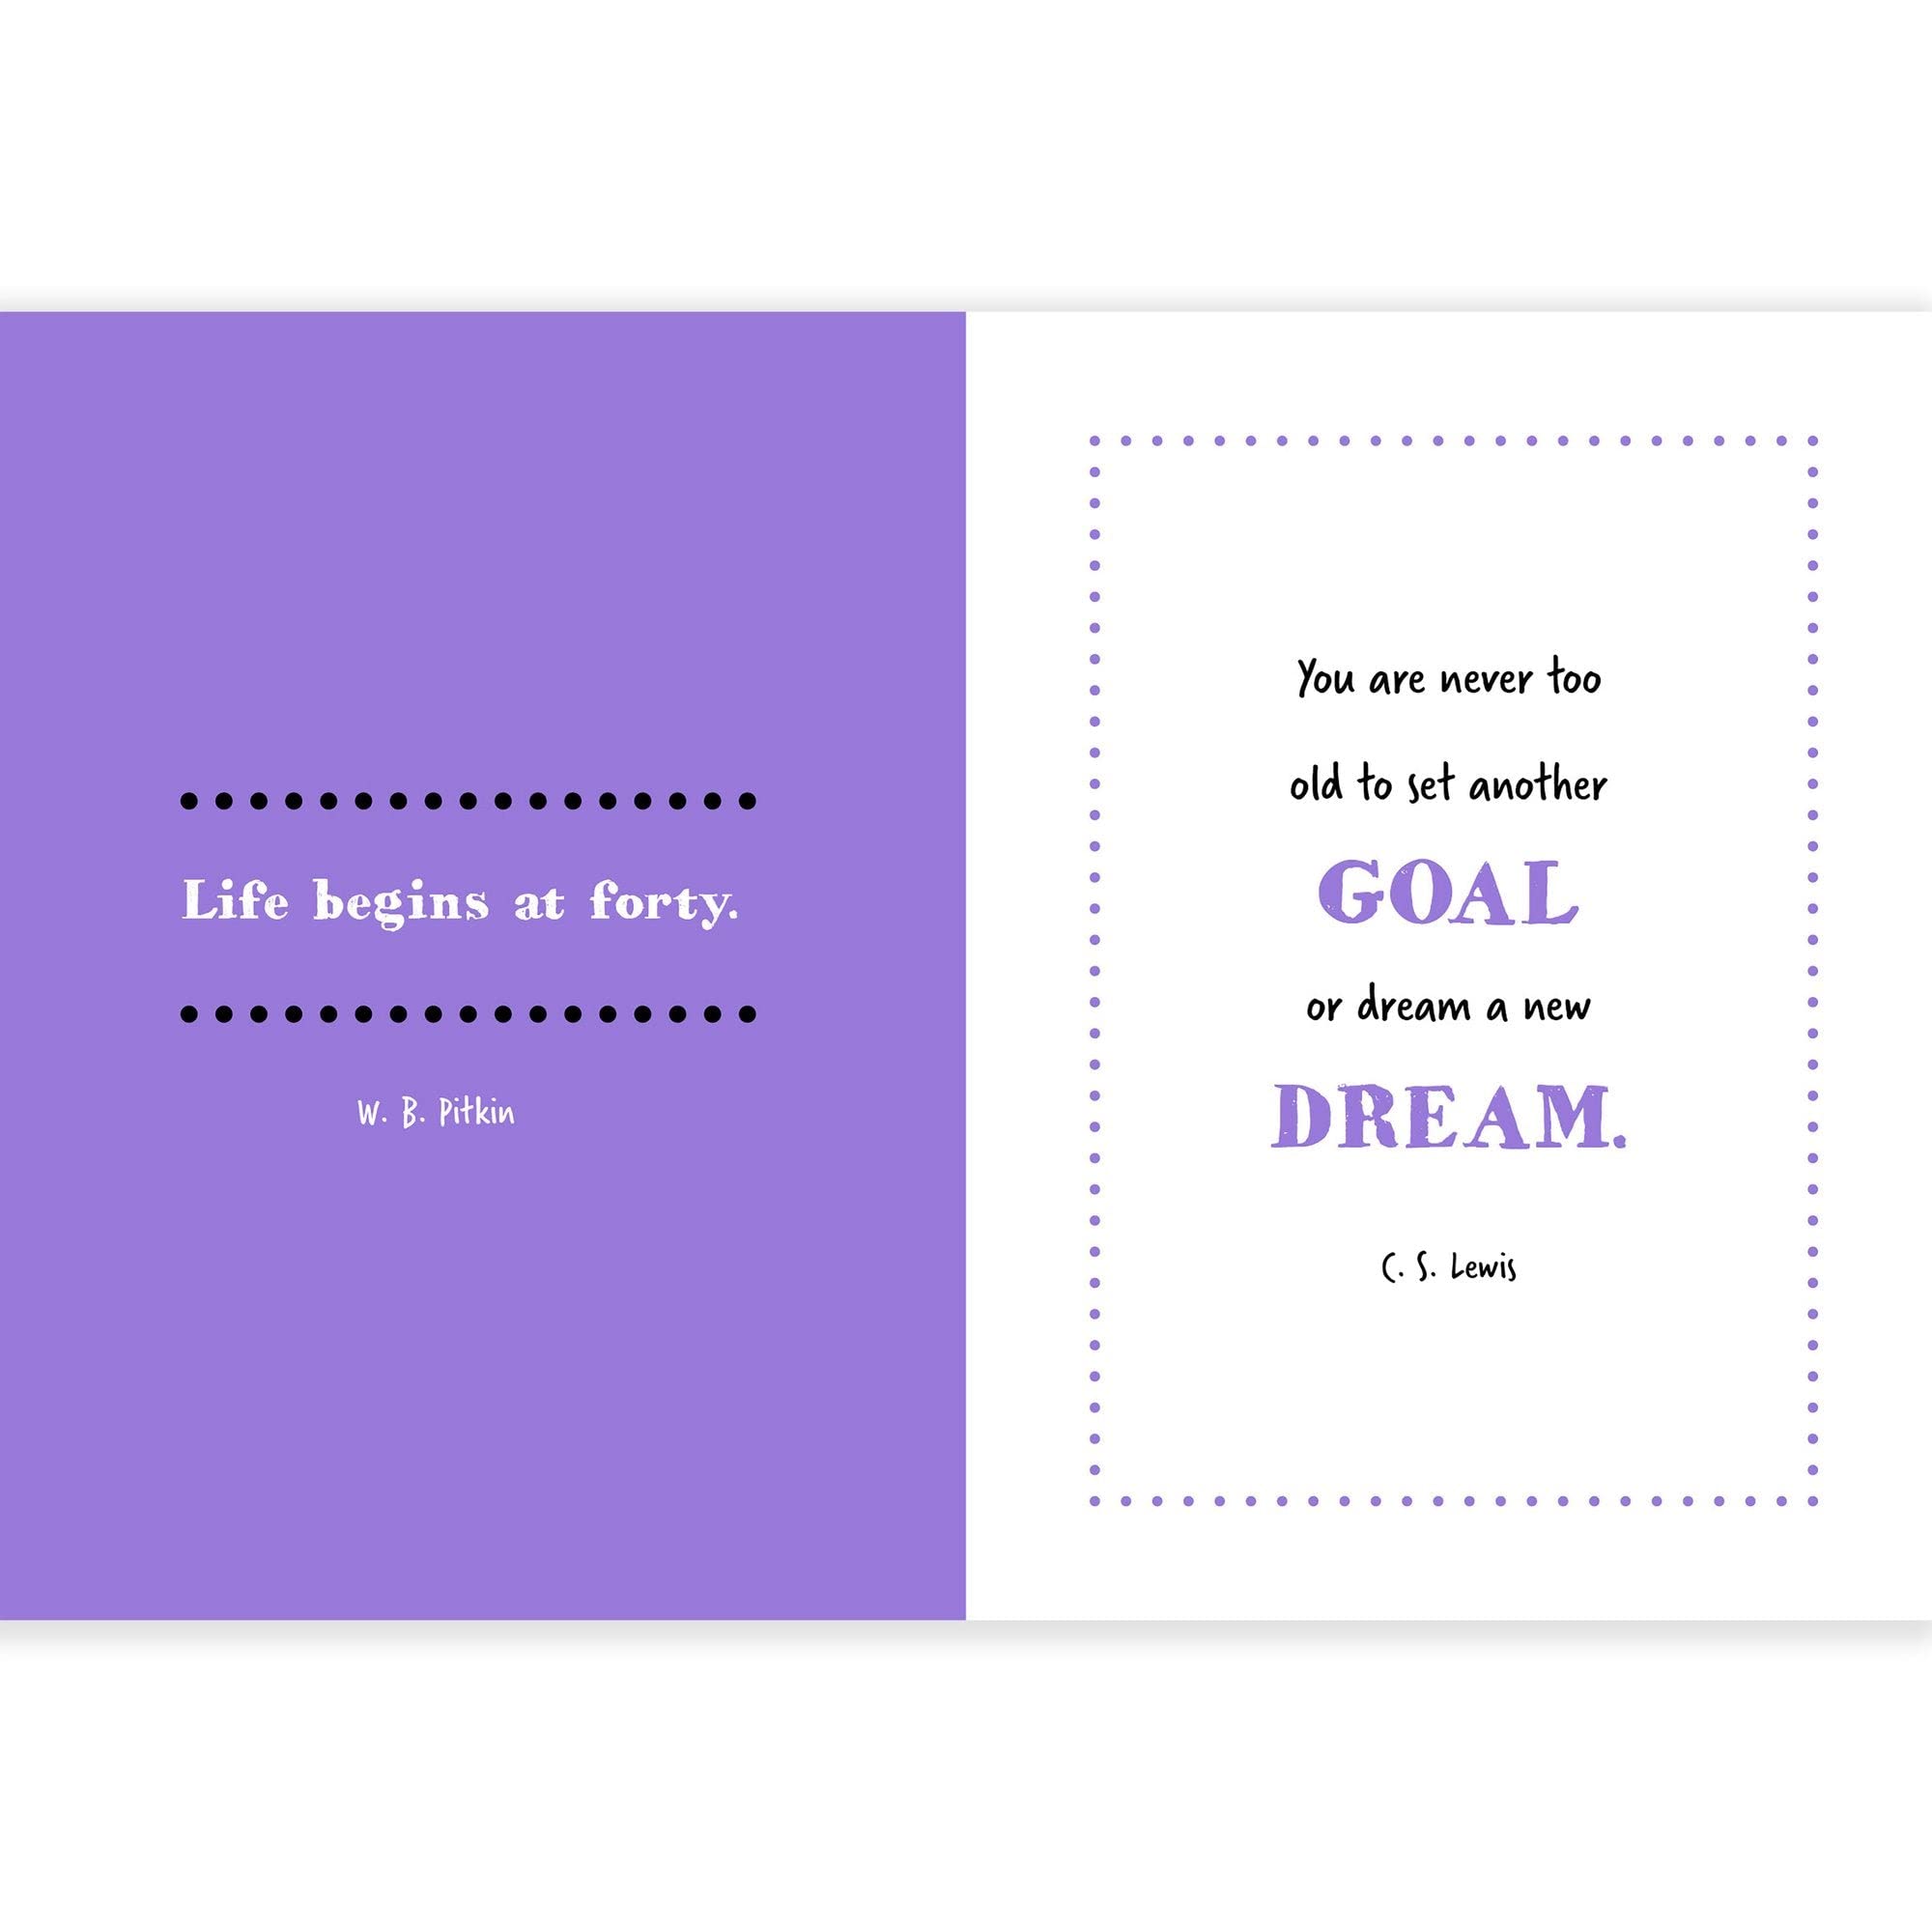 Life begins at forty.
W. B. Pitkin
You are never too
old to set another
GOAL
or dream a new
DREAM.
C. S. Lewis